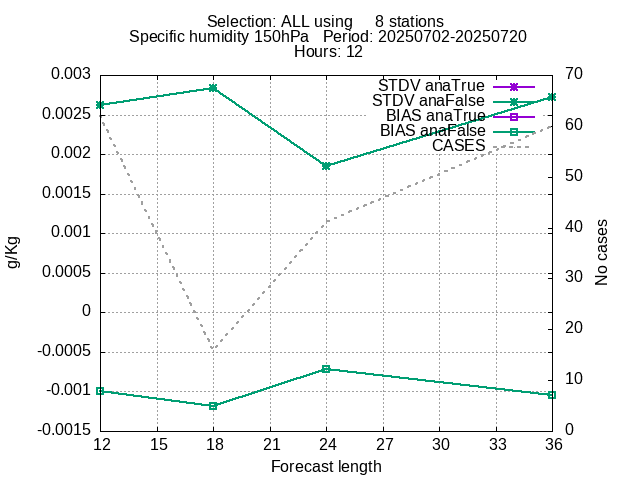 Selection: ALL using     8 stations
Specific humidity 150hPa   Period: 20250702-20250720
Hours: 12
0.003
0.0025
0.002
0.0015
0.001
0.0005
0
-0.0005
-0.001
-0.0015
g/Kg
STDV anaTrue
STDV anaFalse
BIAS anaTrue
BIAS anaFalse
CASES
70
60
50
40
30
20
10
0
No cases
12 15 18 21 24 27 30 33 36
Forecast length